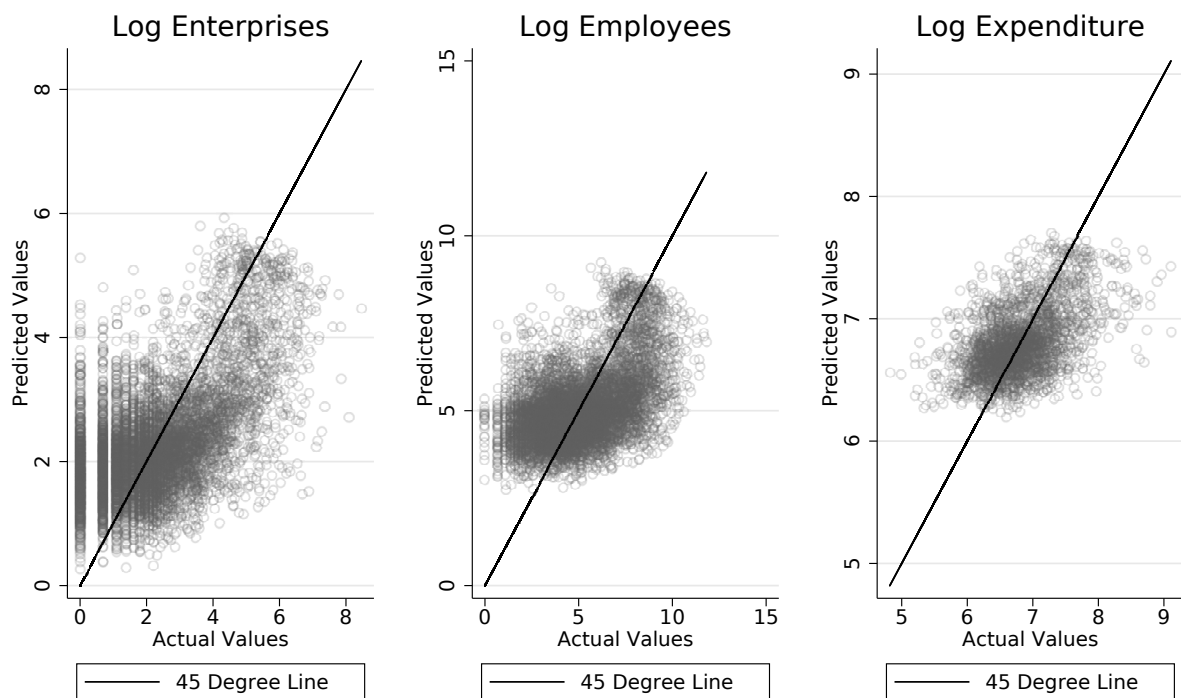 Log Enterprises
8
6
4
2
0
Predicted Values
0 2 4 6 8
Actual Values
45 Degree Line
Log Employees
15
10
5
0
Predicted Values
0 5 10 15
Actual Values
45 Degree Line
Log Expenditure
9
8
7
6
5
Predicted Values
5 6 7 8 9
Actual Values
45 Degree Line